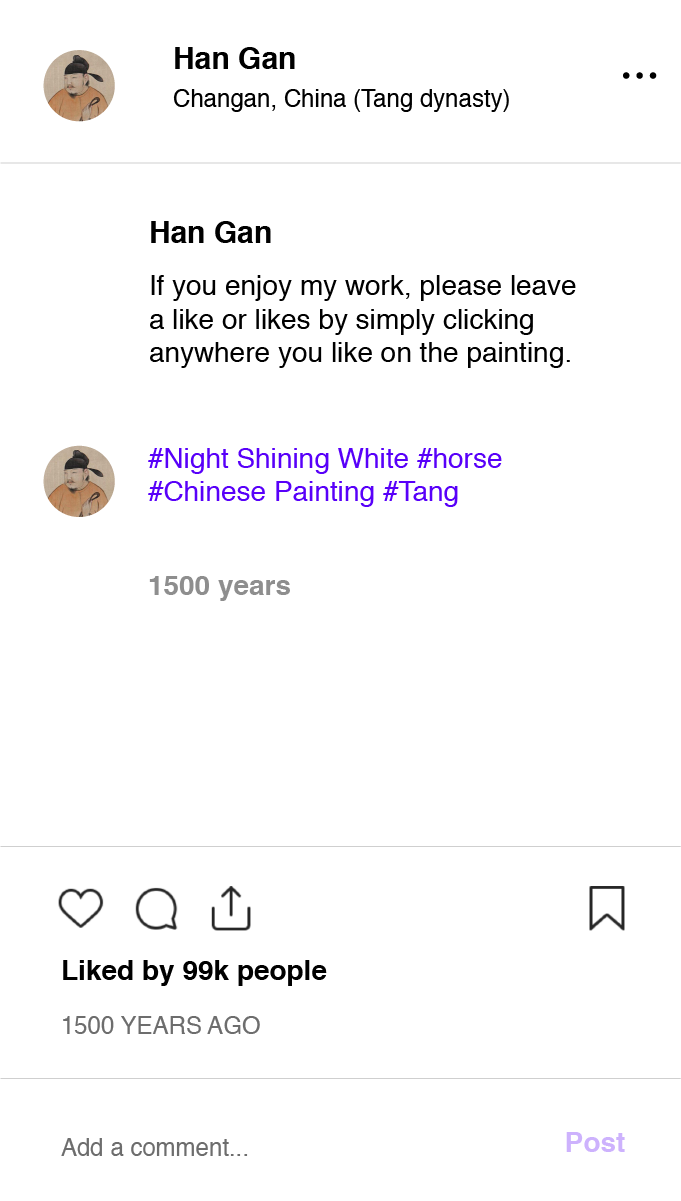 Han Gan
Changan, China (Tang dynasty)
Han Gan
If you enjoy my work, please leave
a like or likes by simply clicking
anywhere you like on the painting.
#Night Shining White #horse
#Chinese Painting #Tang
1500 years
Liked by 99k people
1500 YEARS AGO
Add a comment...
Post